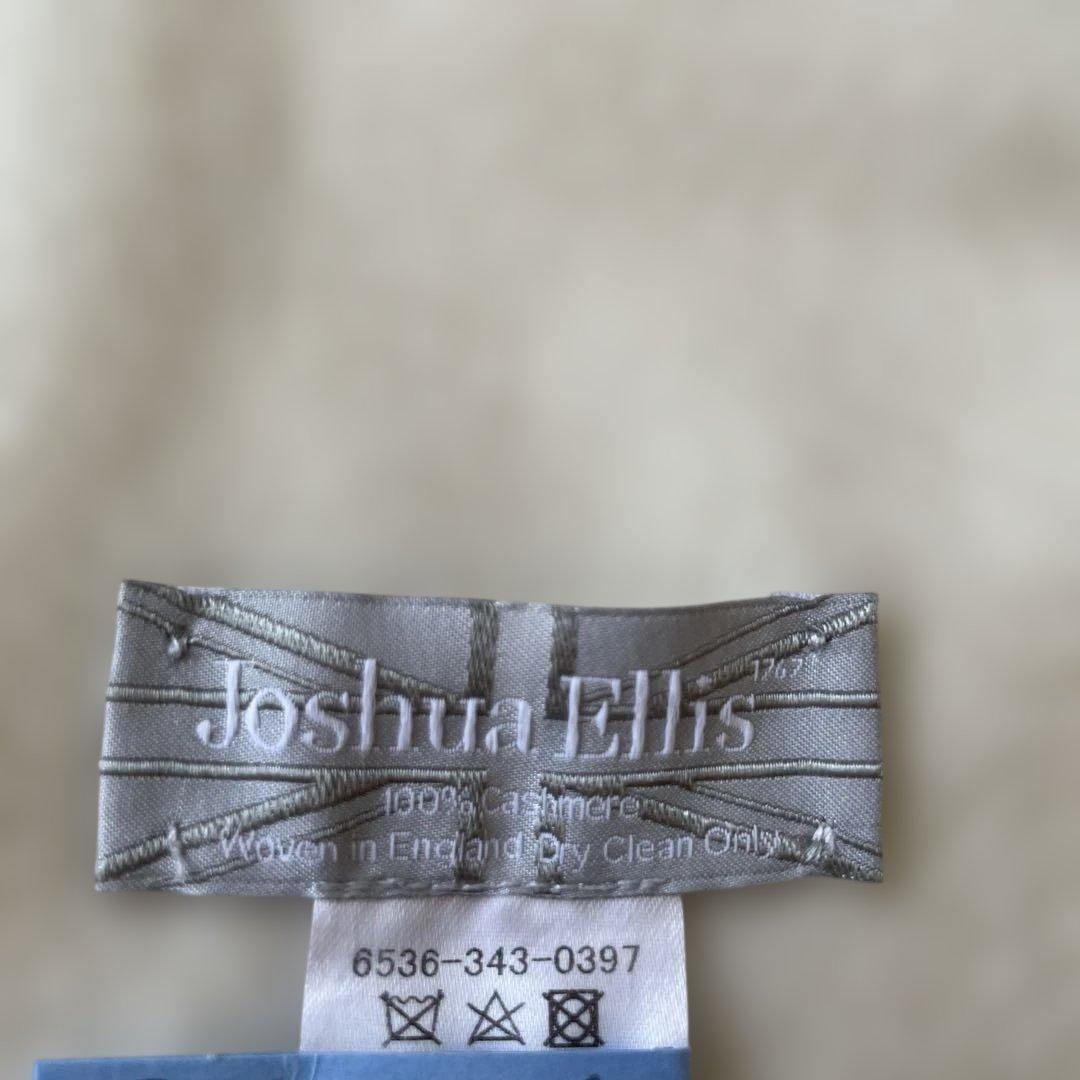 Joshua Ellis 1767
100% Cashmere
Woven in England Dry Clean Only
6536-343-0397